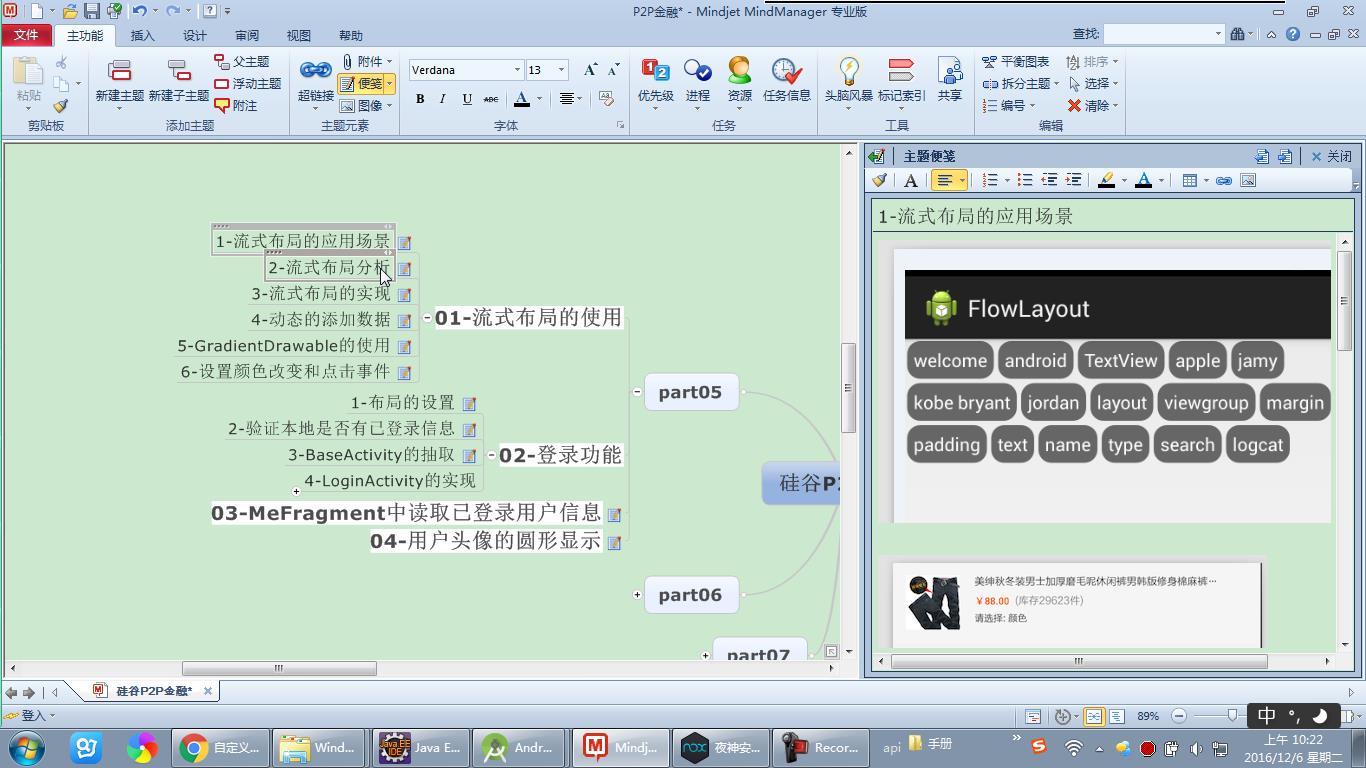 P2P金融* - Mindjet MindManager 专业版
文件 主功能 插入 设计 审阅 视图 帮助 查找:
粘贴
剪贴板
新建主题 新建子主题
父主题
浮动主题
附注
添加主题
超链接
附件
便笺
图像
主题元素
Verdana 13
B I U ABC A
字体
优先级 进程 资源 任务信息
任务
头脑风暴 标记索引 共享
工具
平衡图表 排序
拆分主题 选择
编号 清除
编辑
1-流式布局的应用场景
2-流式布局分析
3-流式布局的实现
4-动态的添加数据
5-GradientDrawable的使用
6-设置颜色改变和点击事件
01-流式布局的使用
1-布局的设置
2-验证本地是否有已登录信息
3-BaseActivity的抽取
4-LoginActivity的实现
02-登录功能
03-MeFragment中读取已登录用户信息
04-用户头像的圆形显示
part05
硅谷P2
part06
part07
主题便笺 关闭
1-流式布局的应用场景
FlowLayout
welcome android TextView apple jamy
kobe bryant jordan layout viewgroup margin
padding text name type search logcat
美绅秋冬装男士加厚磨毛呢休闲裤男韩版修身棉麻裤…
¥88.00 (库存29623件)
请选择: 颜色
硅谷P2P金融*
登入 89% 中
自定义... Wind... Java E... Andr... Mindj... 夜神安... Recor... api 手册
上午 10:22
2016/12/6 星期二